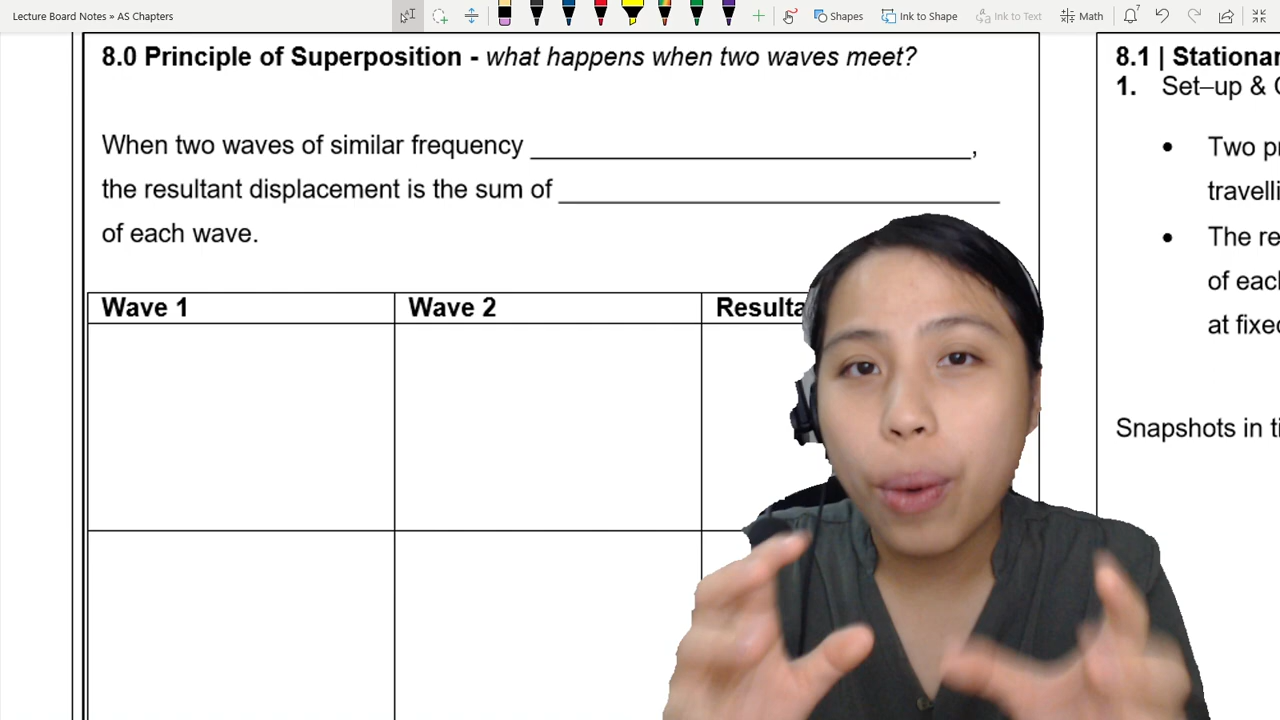 Lecture Board Notes » AS Chapters
Shapes
Ink to Shape
Ink to Text
Math
7
8.0 Principle of Superposition - what happens when two waves meet?
When two waves of similar frequency ____________________,
the resultant displacement is the sum of ____________________
of each wave.
Wave 1
Wave 2
Resulta
8.1 | Stationar
1. Set–up &
• Two pr
travelli
• The re
of each
at fixed
Snapshots in ti